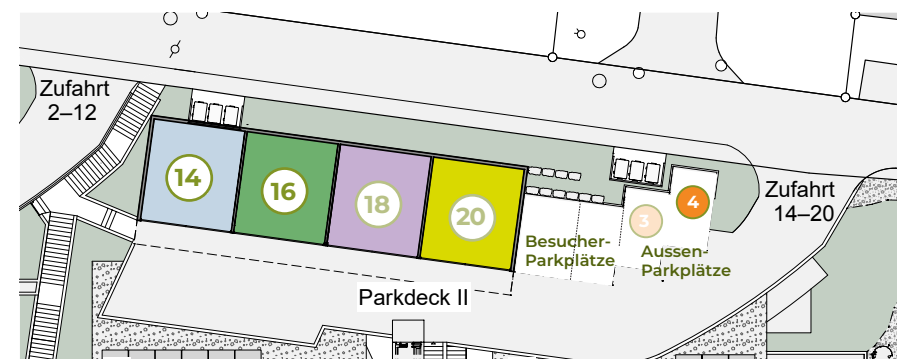 Zufahrt
2–12
14
16
18
20
3
4
Zufahrt
14–20
Besucher-
Parkplätze
Aussen-
Parkplätze
Parkdeck II